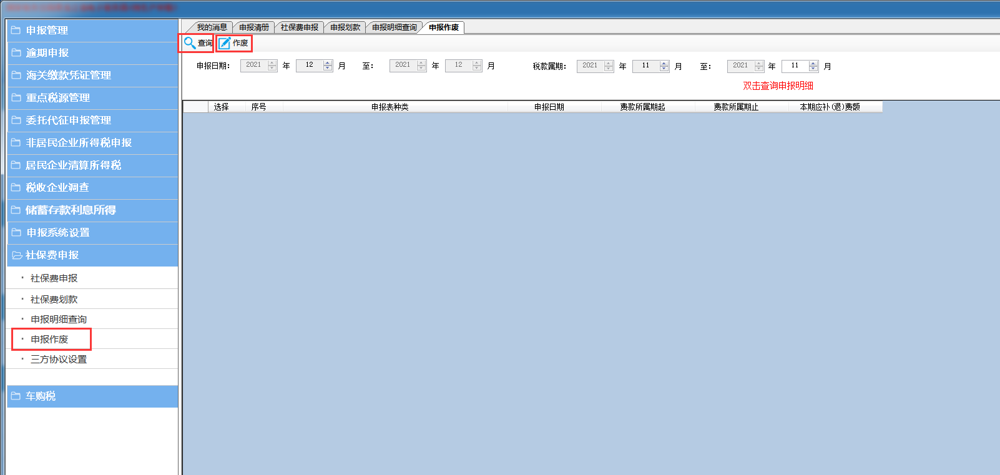 申报管理
逾期申报
海关缴款凭证管理
重点税源管理
委托代征申报管理
非居民企业所得税申报
居民企业清算所得税
税收企业调查
储蓄存款利息所得
申报系统设置
社保费申报
· 社保费申报
· 社保费划款
· 申报明细查询
· 申报作废
· 三方协议设置
车购税
我的消息 申报清册 社保费申报 申报划款 申报明细查询 申报作废
查询 作废
申报日期： 2021 年 12 月 至： 2021 年 12 月 税款属期： 2021 年 11 月 至： 2021 年 11 月
双击查询申报明细
选择 序号 申报表种类 申报日期 费款所属期起 费款所属期止 本期应补(退)费额